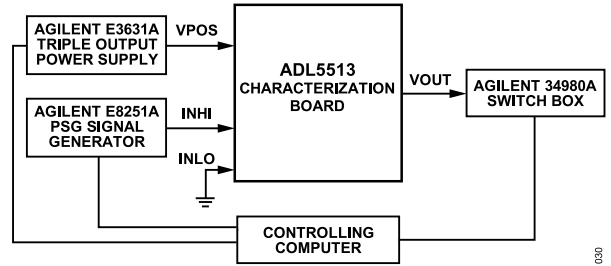 AGILENT E3631A
TRIPLE OUTPUT
POWER SUPPLY
VPOS
AGILENT E8251A
PSG SIGNAL
GENERATOR
INHI
INLO
ADL5513
CHARACTERIZATION
BOARD
VOUT
AGILENT 34980A
SWITCH BOX
CONTROLLING
COMPUTER
030